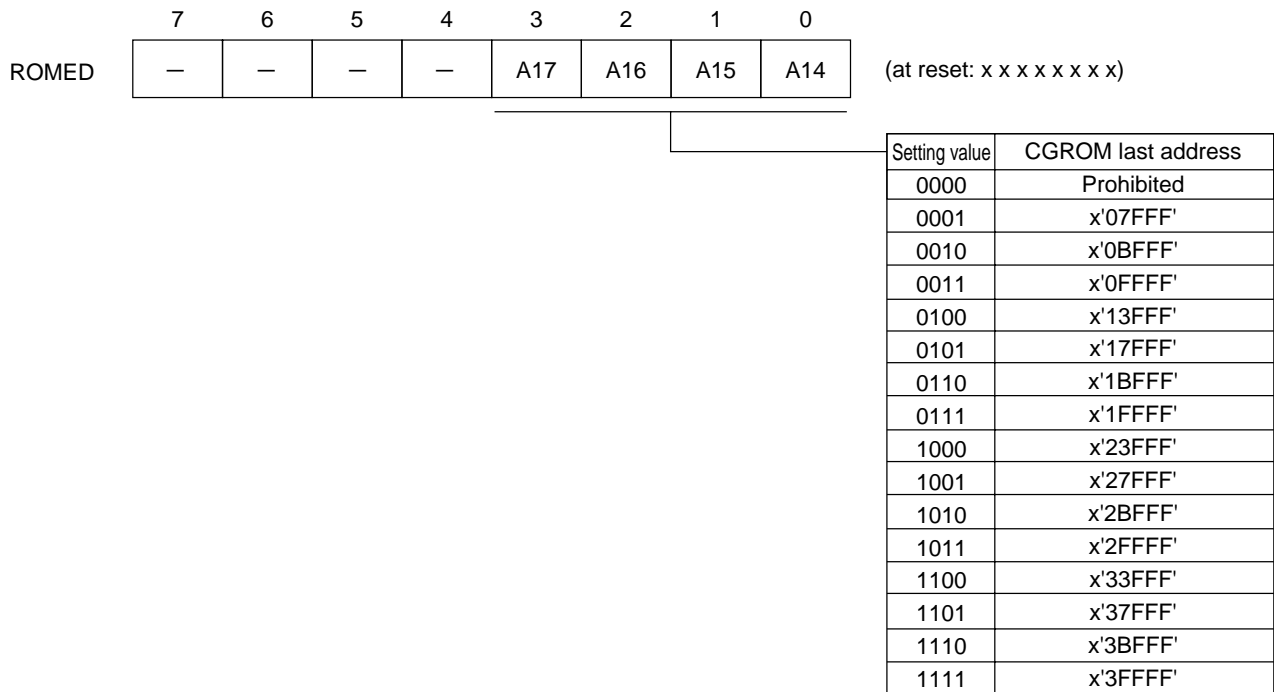 7 6 5 4 3 2 1 0
ROMED — — — — A17 A16 A15 A14 (at reset: x x x x x x x x)
Setting value CGROM last address
0000 Prohibited
0001 x'07FFF'
0010 x'0BFFF'
0011 x'0FFFF'
0100 x'13FFF'
0101 x'17FFF'
0110 x'1BFFF'
0111 x'1FFFF'
1000 x'23FFF'
1001 x'27FFF'
1010 x'2BFFF'
1011 x'2FFFF'
1100 x'33FFF'
1101 x'37FFF'
1110 x'3BFFF'
1111 x'3FFFF'